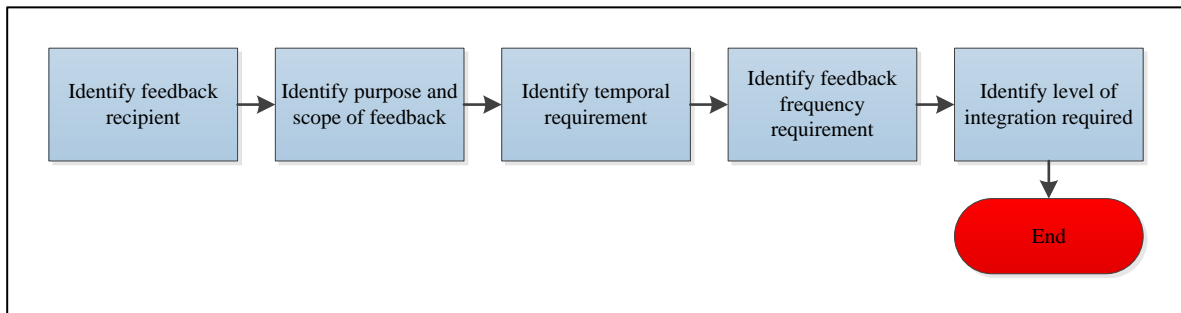 Identify feedback
recipient
Identify purpose and
scope of feedback
Identify temporal
requirement
Identify feedback
frequency
requirement
Identify level of
integration required
End